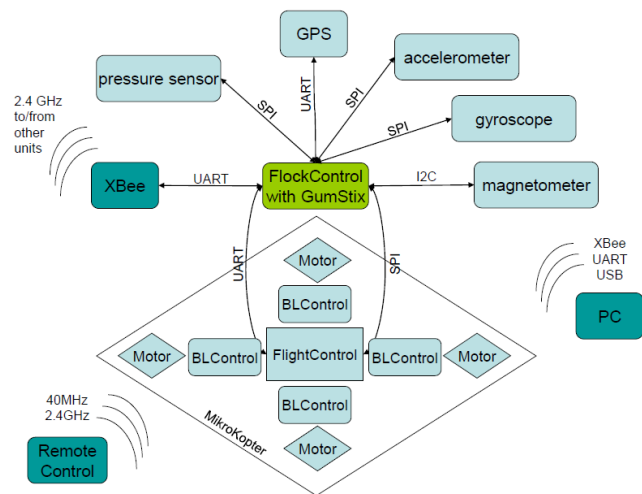 GPS
pressure sensor
accelerometer
UART
SPI
SPI
2.4 GHz
to/from
other
units
SPI
gyroscope
XBee
UART
FlockControl
with GumStix
I2C
magnetometer
UART
SPI
Motor
XBee
UART
USB
BLControl
PC
Motor
BLControl
FlightControl
BLControl
Motor
BLControl
40MHz
2.4GHz
MikroKopter
Motor
Remote
Control